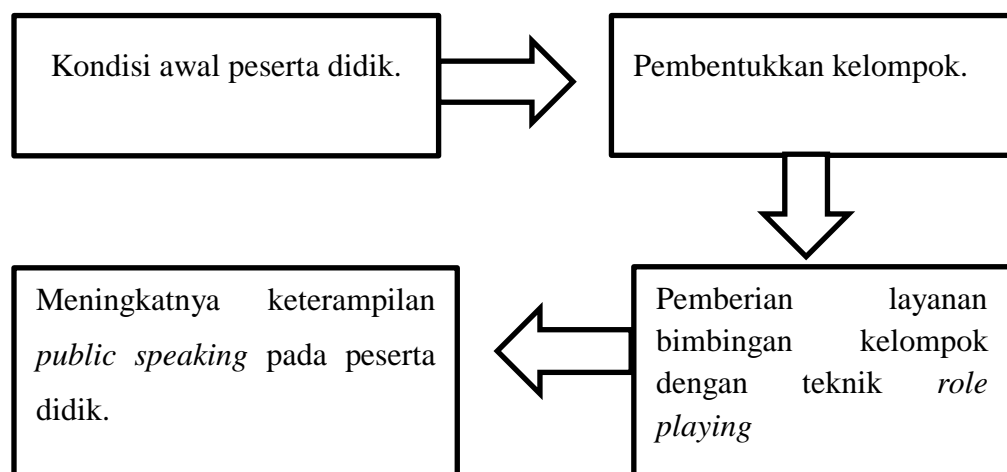 Kondisi awal peserta didik.
Pembentukkan kelompok.
Pemberian layanan
bimbingan kelompok
dengan teknik role
playing
Meningkatnya keterampilan
public speaking pada peserta
didik.